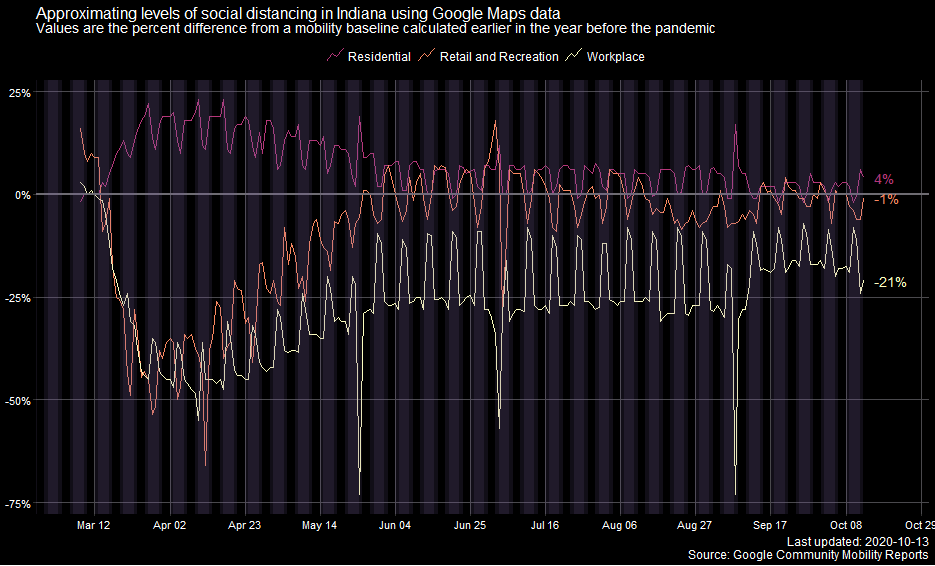 Approximating levels of social distancing in Indiana using Google Maps data
Values are the percent difference from a mobility baseline calculated earlier in the year before the pandemic
Residential Retail and Recreation Workplace
25%
0%
-25%
-50%
-75%
4%
-1%
-21%
Mar 12 Apr 02 Apr 23 May 14 Jun 04 Jun 25 Jul 16 Aug 06 Aug 27 Sep 17 Oct 08 Oct 29
Last updated: 2020-10-13
Source: Google Community Mobility Reports